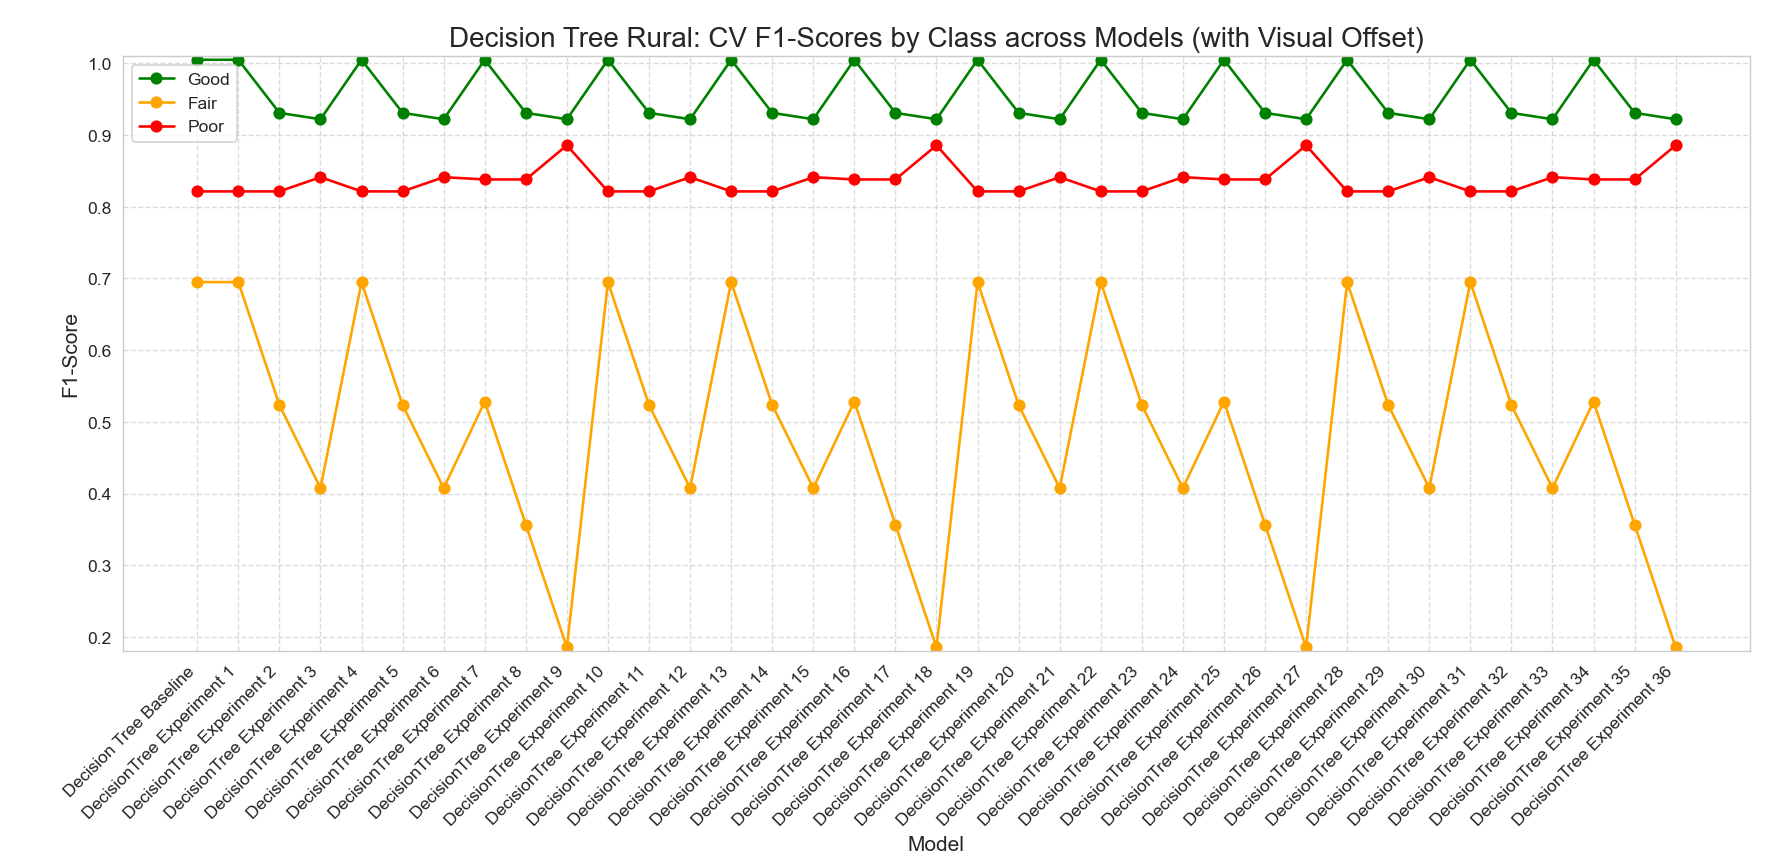 Decision Tree Rural: CV F1-Scores by Class across Models (with Visual Offset)
Good
Fair
Poor
F1-Score
1.0
0.9
0.8
0.7
0.6
0.5
0.4
0.3
0.2
Decision Tree Baseline
DecisionTree Experiment 1
DecisionTree Experiment 2
DecisionTree Experiment 3
DecisionTree Experiment 4
DecisionTree Experiment 5
DecisionTree Experiment 6
DecisionTree Experiment 7
DecisionTree Experiment 8
DecisionTree Experiment 9
DecisionTree Experiment 10
DecisionTree Experiment 11
DecisionTree Experiment 12
DecisionTree Experiment 13
DecisionTree Experiment 14
DecisionTree Experiment 15
DecisionTree Experiment 16
DecisionTree Experiment 17
DecisionTree Experiment 18
DecisionTree Experiment 19
DecisionTree Experiment 20
DecisionTree Experiment 21
DecisionTree Experiment 22
DecisionTree Experiment 23
DecisionTree Experiment 24
DecisionTree Experiment 25
DecisionTree Experiment 26
DecisionTree Experiment 27
DecisionTree Experiment 28
DecisionTree Experiment 29
DecisionTree Experiment 30
DecisionTree Experiment 31
DecisionTree Experiment 32
DecisionTree Experiment 33
DecisionTree Experiment 34
DecisionTree Experiment 35
DecisionTree Experiment 36
Model